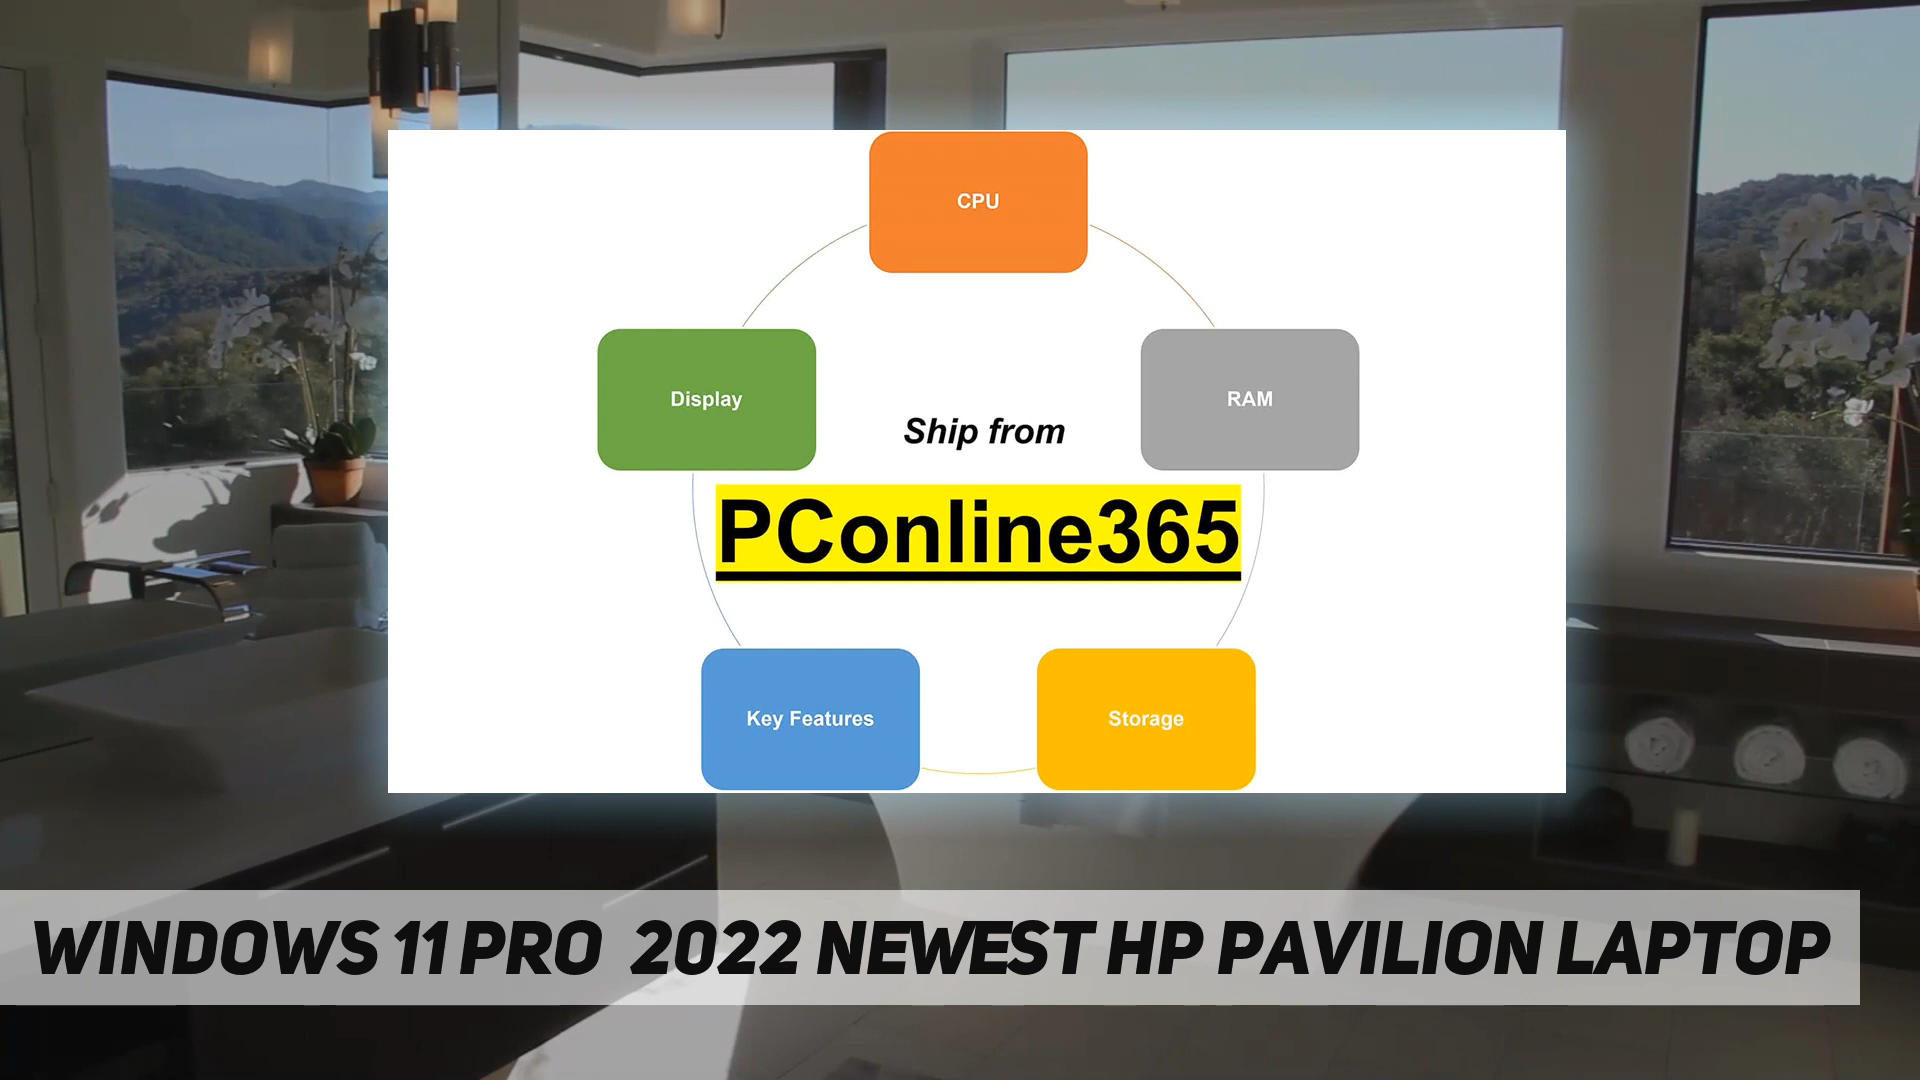 CPU
Display
RAM
Ship from
PConline365
Key Features
Storage
WINDOWS 11 PRO 2022 NEWEST HP PAVILION LAPTOP